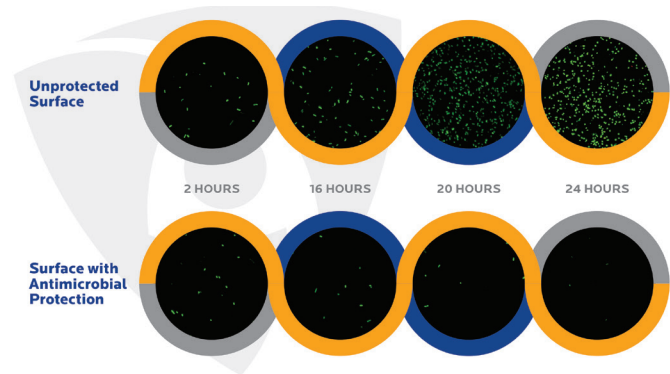 Unprotected
Surface
2 HOURS
16 HOURS
20 HOURS
24 HOURS
Surface with
Antimicrobial
Protection